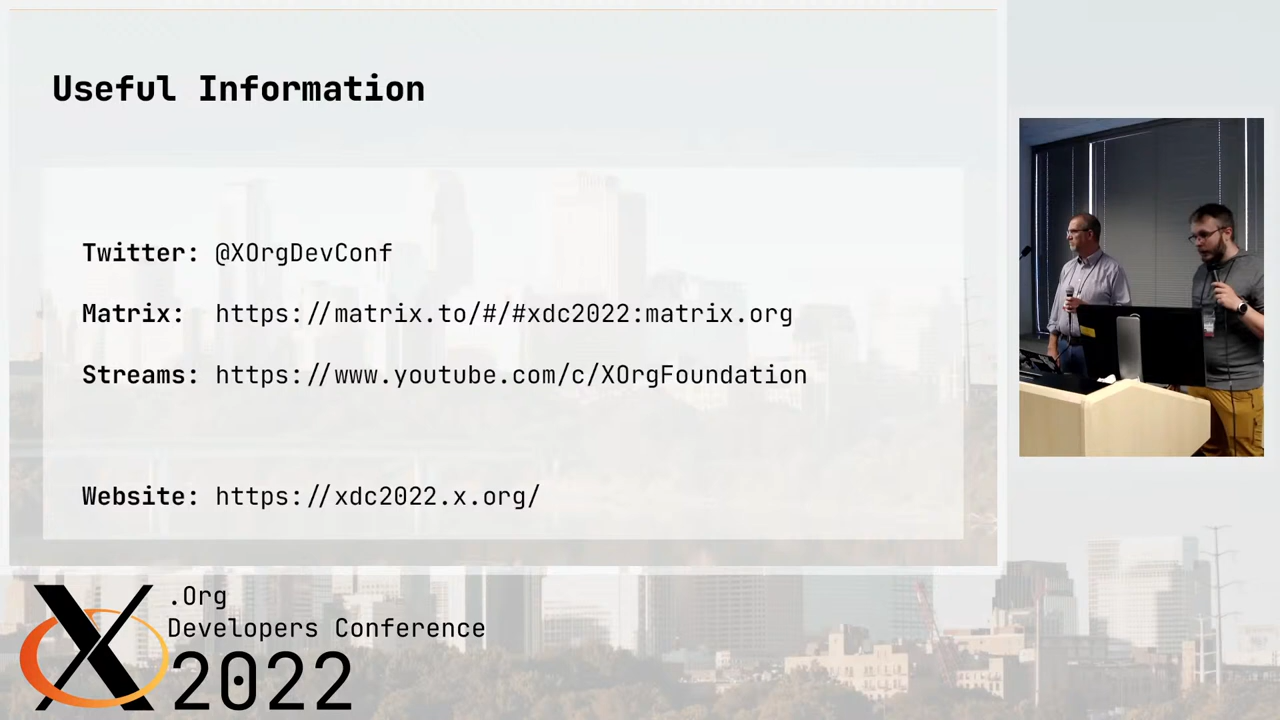 Useful Information
Twitter: @XOrgDevConf
Matrix: https://matrix.to/#/#xdc2022:matrix.org
Streams: https://www.youtube.com/c/XOrgFoundation
Website: https://xdc2022.x.org/
X.Org
Developers Conference
2022